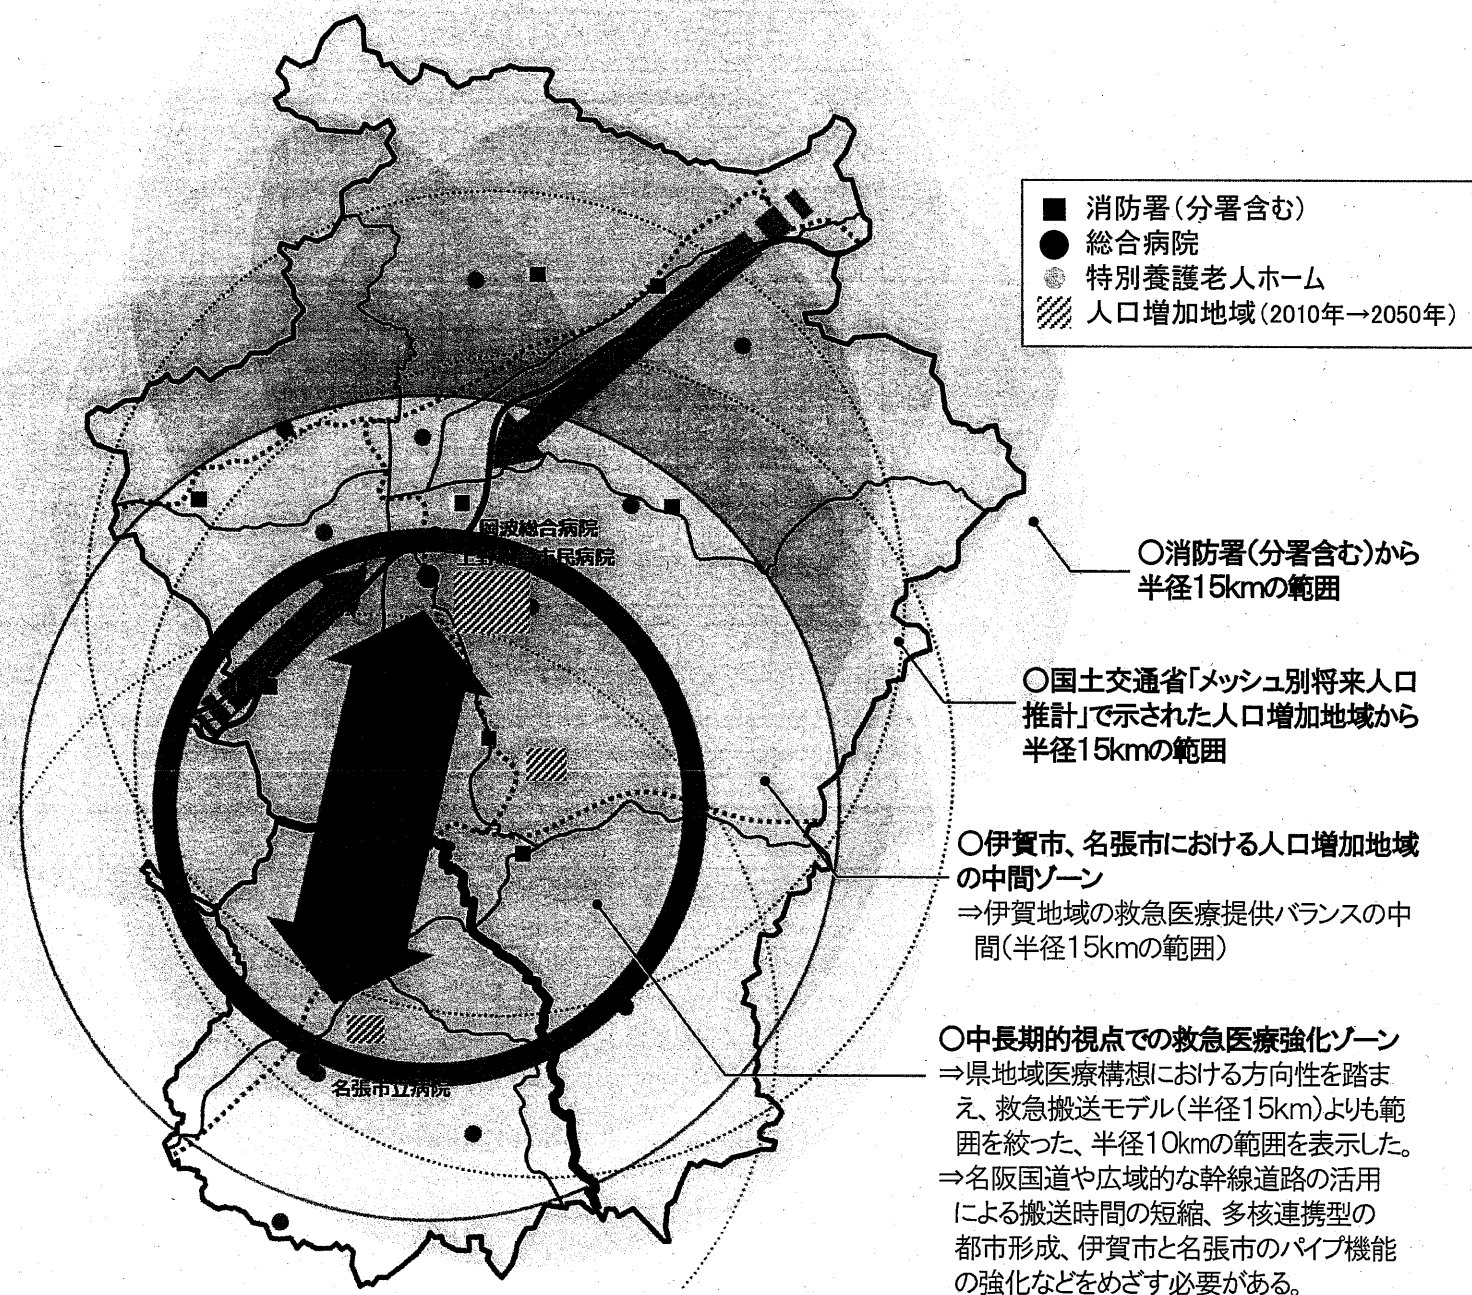 消防署(分署含む)
総合病院
特別養護老人ホーム
人口増加地域(2010年→2050年)
岡波総合病院
市民病院
名張市立病院
○消防署(分署含む)から
半径15kmの範囲
○国土交通省「メッシュ別将来人口
推計」で示された人口増加地域から
半径15kmの範囲
○伊賀市、名張市における人口増加地域
の中間ゾーン
⇒伊賀地域の救急医療提供バランスの中
間(半径15kmの範囲)
○中長期的視点での救急医療強化ゾーン
⇒県地域医療構想における方向性を踏ま
え、救急搬送モデル(半径15km)よりも範
囲を絞った、半径10kmの範囲を表示した。
⇒名阪国道や広域的な幹線道路の活用
による搬送時間の短縮、多核連携型の
都市形成、伊賀市と名張市のパイプ機能
の強化などをめざす必要がある。